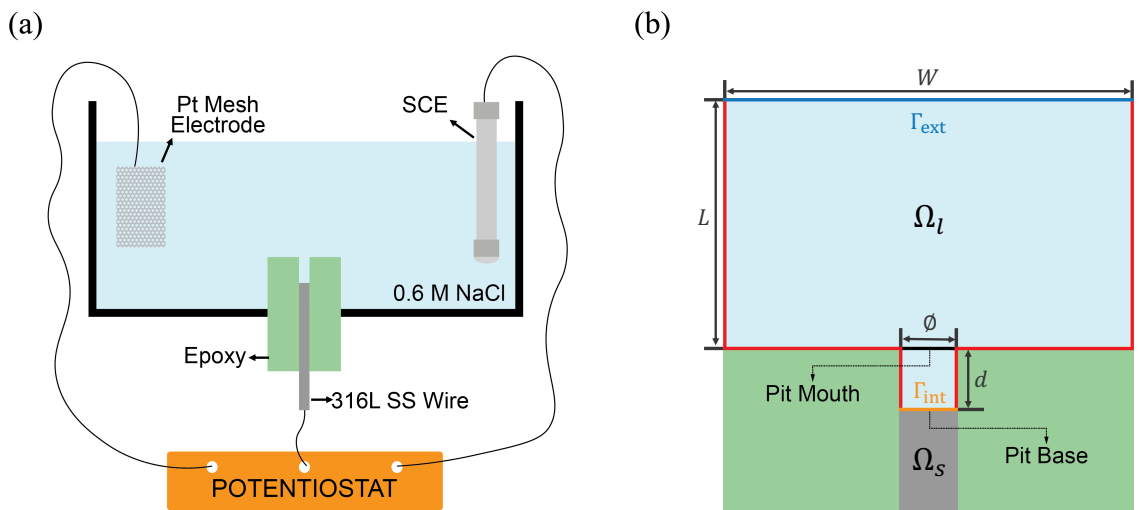 (a)
Pt Mesh
Electrode
SCE
0.6 M NaCl
Epoxy
316L SS Wire
POTENTIOSTAT
(b)
W
Γext
L
Ωl
∅
Pit Mouth
Γint
d
Ωs
Pit Base